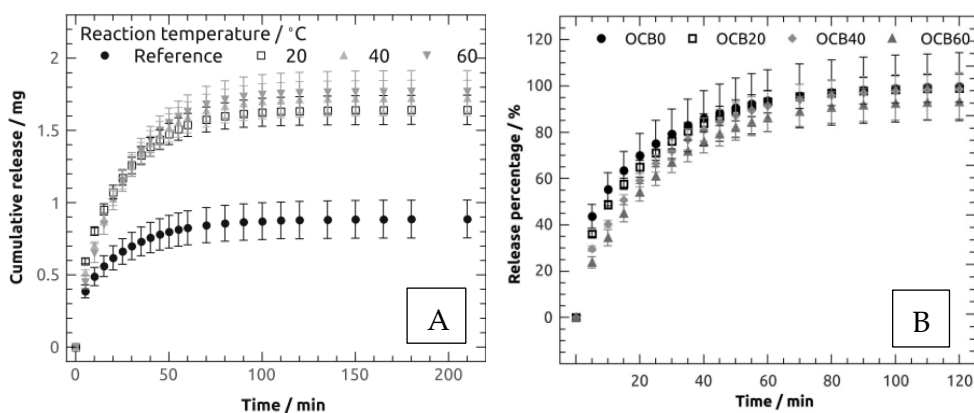 Reaction temperature / °C
Reference 20 40 60
Cumulative release / mg
2
1.5
1
0.5
0
0 50 100 150 200
Time / min
A
OCB0 OCB20 OCB40 OCB60
Release percentage / %
120
100
80
60
40
20
0
20 40 60 80 100 120
Time / min
B